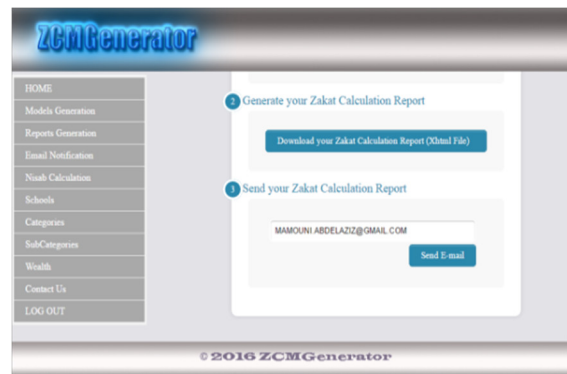 ZCMGenerator
HOME
Models Generation
Reports Generation
Email Notification
Nisab Calculation
Schools
Categories
SubCategories
Wealth
Contact Us
LOG OUT
2 Generate your Zakat Calculation Report
Download your Zakat Calculation Report (Xhtml File)
3 Send your Zakat Calculation Report
MAMOUNI.ABDELAZIZ@GMAIL.COM
Send E-mail
© 2016 ZCMGenerator